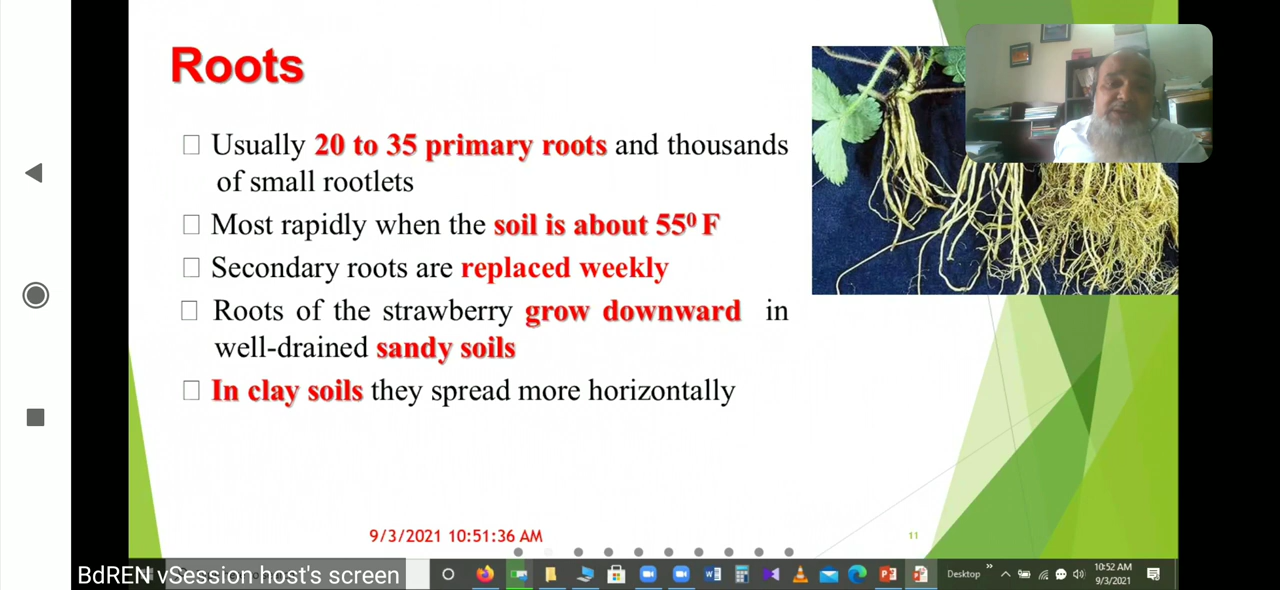 Roots
Usually 20 to 35 primary roots and thousands
of small rootlets
Most rapidly when the soil is about 55⁰ F
Secondary roots are replaced weekly
Roots of the strawberry grow downward in
well-drained sandy soils
In clay soils they spread more horizontally
9/3/2021 10:51:36 AM
11
BdREN vSession host's screen
Desktop
10:52 AM
9/3/2021